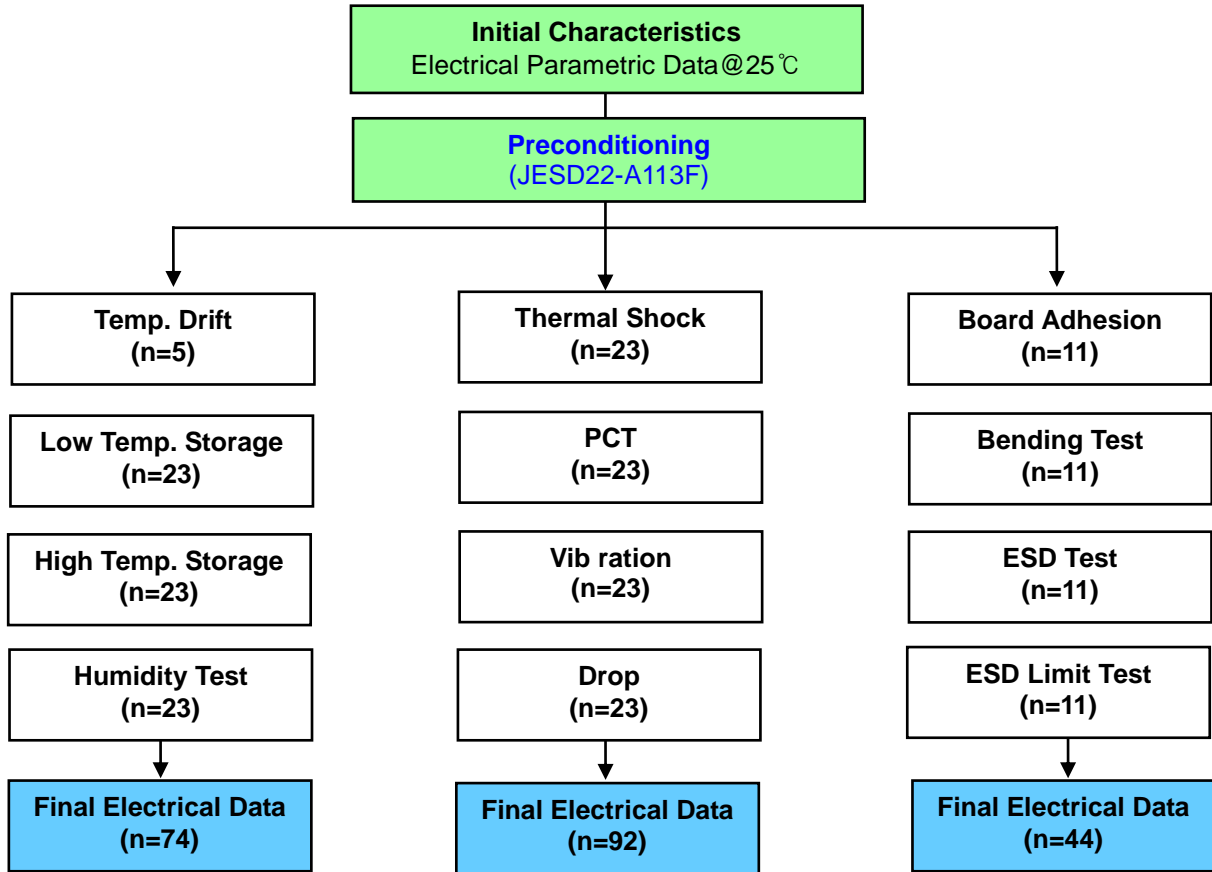 Initial Characteristics
Electrical Parametric Data@25℃
Preconditioning
(JESD22-A113F)
Temp. Drift
(n=5)
Thermal Shock
(n=23)
Board Adhesion
(n=11)
Low Temp. Storage
(n=23)
PCT
(n=23)
Bending Test
(n=11)
High Temp. Storage
(n=23)
Vib ration
(n=23)
ESD Test
(n=11)
Humidity Test
(n=23)
Drop
(n=23)
ESD Limit Test
(n=11)
Final Electrical Data
(n=74)
Final Electrical Data
(n=92)
Final Electrical Data
(n=44)